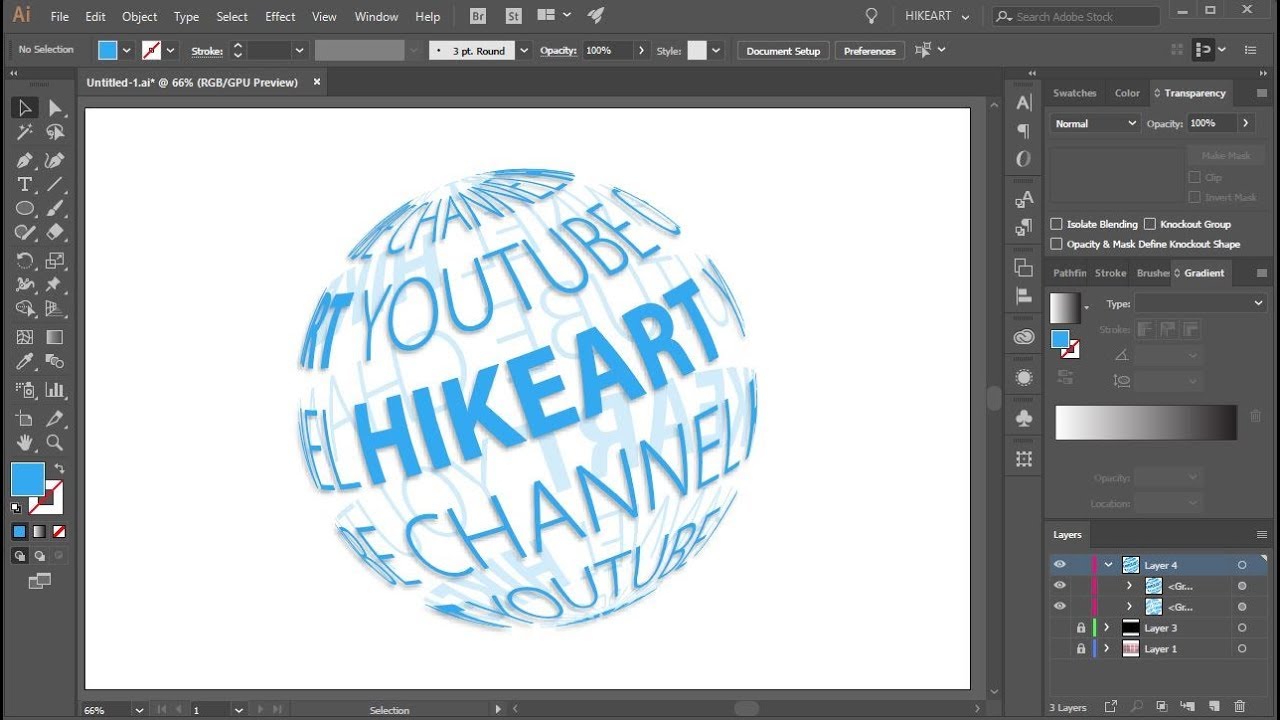 Ai File Edit Object Type Select Effect View Window Help Br St HIKEART Search Adobe Stock
No Selection Stroke: 3 pt. Round Opacity: 100% Style: Document Setup Preferences
Untitled-1.ai* @ 66% (RGB/GPU Preview) ×
CHANNEL
YOUTUBE C
RT HIKEART
EL CHANNEL
BE YOUTUBE
Swatches Color Transparency
Normal Opacity: 100%
Make Mask
Clip
Invert Mask
Isolate Blending Knockout Group
Opacity & Mask Define Knockout Shape
Pathfin Stroke Brushes Gradient
Type:
Stroke:
Opacity:
Location:
Layers
Layer 4
<Gr...
<Gr...
Layer 3
Layer 1
3 Layers
66% 1 Selection